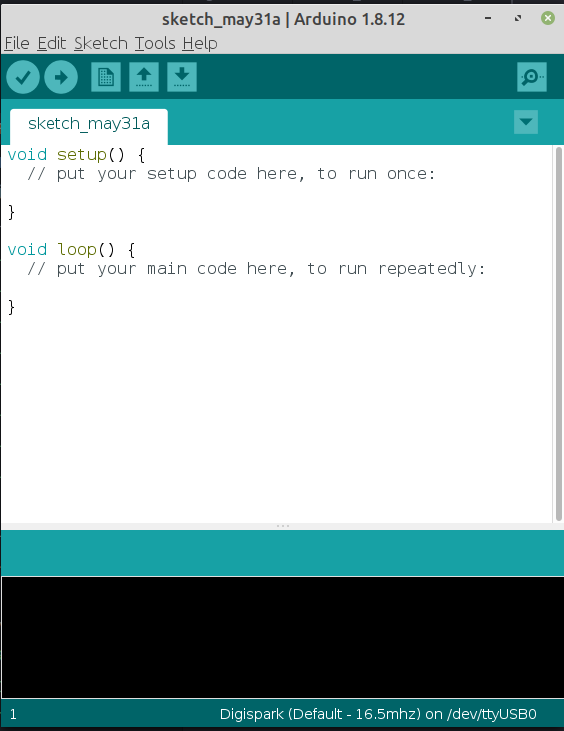 sketch_may31a | Arduino 1.8.12
File Edit Sketch Tools Help
sketch_may31a
void setup() {
  // put your setup code here, to run once:
}
void loop() {
  // put your main code here, to run repeatedly:
}
1 Digispark (Default - 16.5mhz) on /dev/ttyUSB0